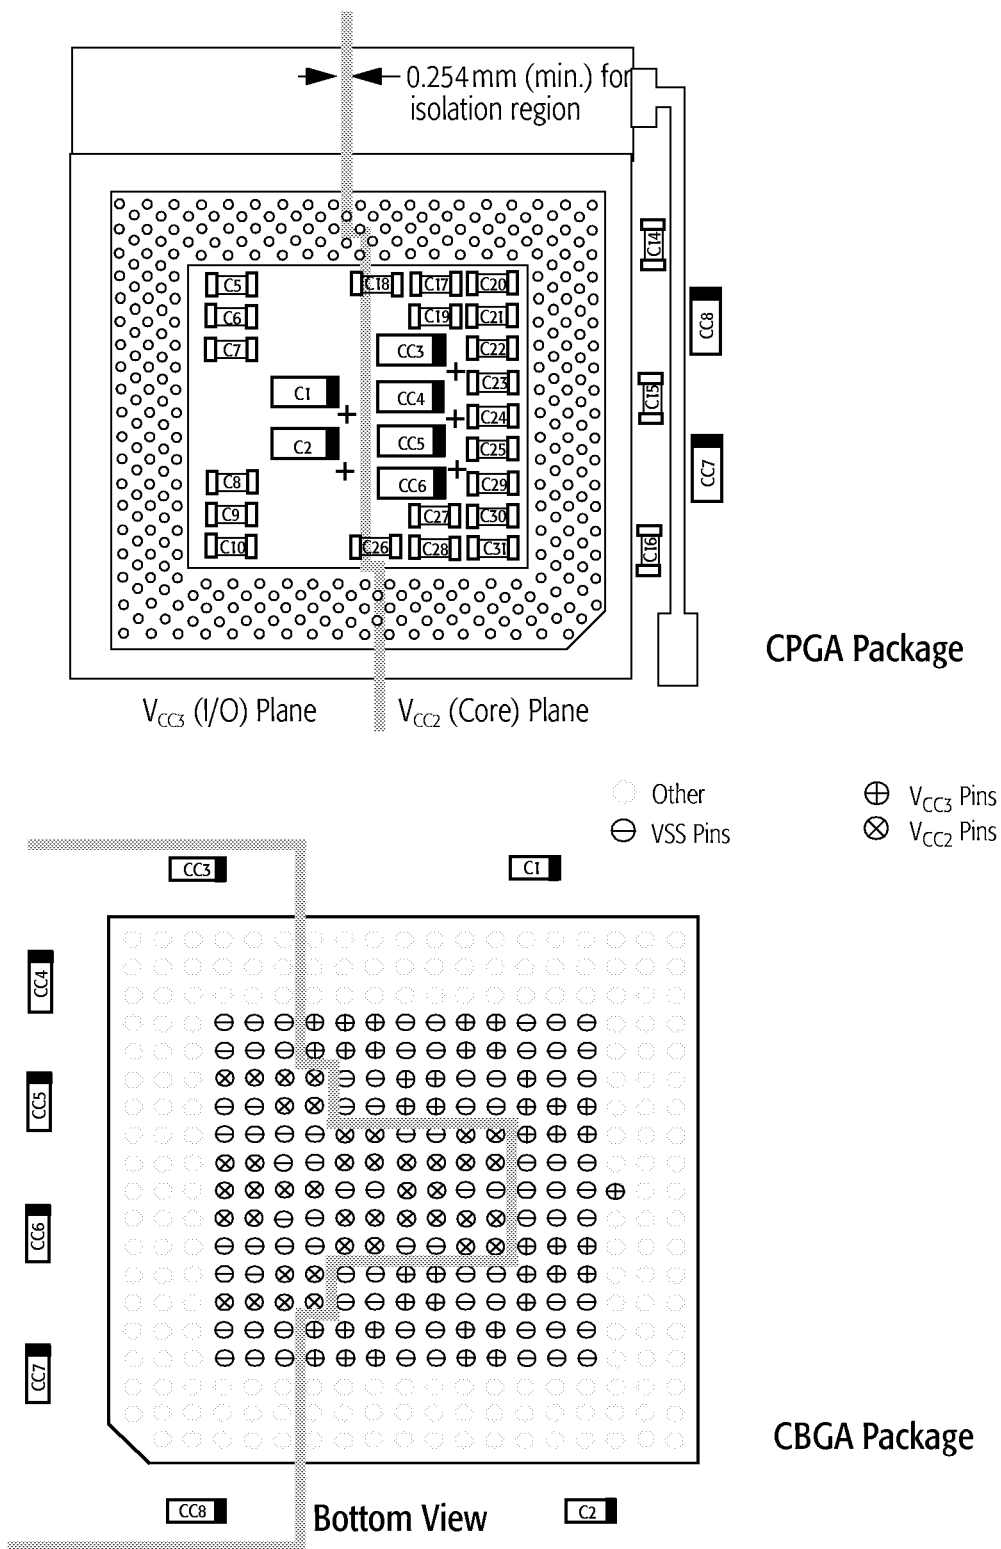 0.254 mm (min.) for
isolation region
C14
C5 C18 C17 C20
C6 C19 C21
CC8
C7 CC3 C22
C1 CC4 C23
C15
C24
C2 CC5 C25
CC7
C8 CC6 C29
C9 C27 C30
C10 C26 C28 C31
C16
CPGA Package
VCC3 (I/O) Plane VCC2 (Core) Plane
Other VCC3 Pins
VSS Pins VCC2 Pins
CC3 C1
CC4
CC5
CC6
CC7
CBGA Package
CC8 Bottom View C2